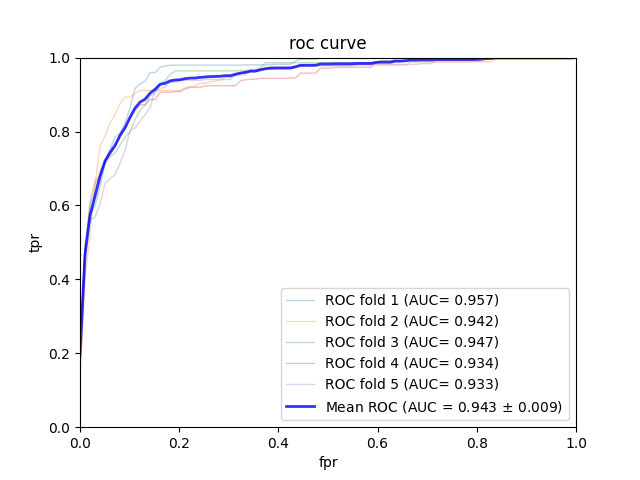 roc curve
1.0
0.8
0.6
0.4
0.2
0.0
tpr
ROC fold 1 (AUC= 0.957)
ROC fold 2 (AUC= 0.942)
ROC fold 3 (AUC= 0.947)
ROC fold 4 (AUC= 0.934)
ROC fold 5 (AUC= 0.933)
Mean ROC (AUC = 0.943 ± 0.009)
0.0 0.2 0.4 0.6 0.8 1.0
fpr